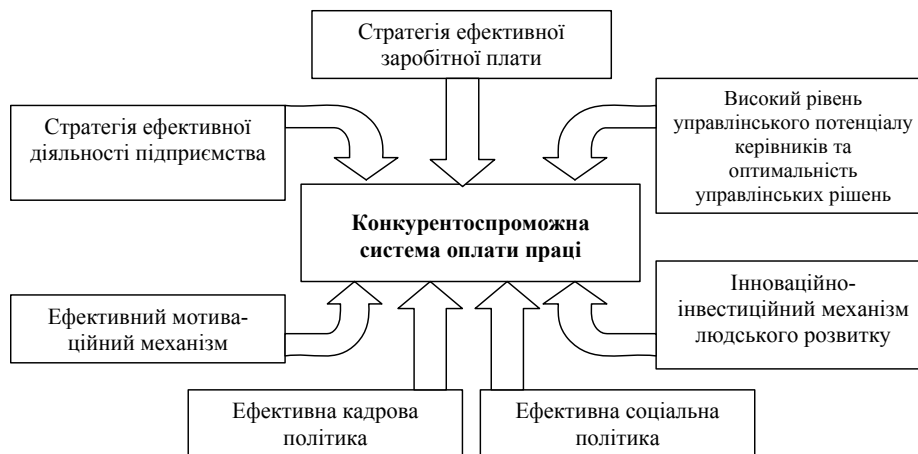 Стратегія ефективної
заробітної плати
Стратегія ефективної
діяльності підприємства
Високий рівень
управлінського потенціалу
керівників та
оптимальність
управлінських рішень
Конкурентоспроможна
система оплати праці
Ефективний мотива-
ційний механізм
Інноваційно-
інвестиційний механізм
людського розвитку
Ефективна кадрова
політика
Ефективна соціальна
політика